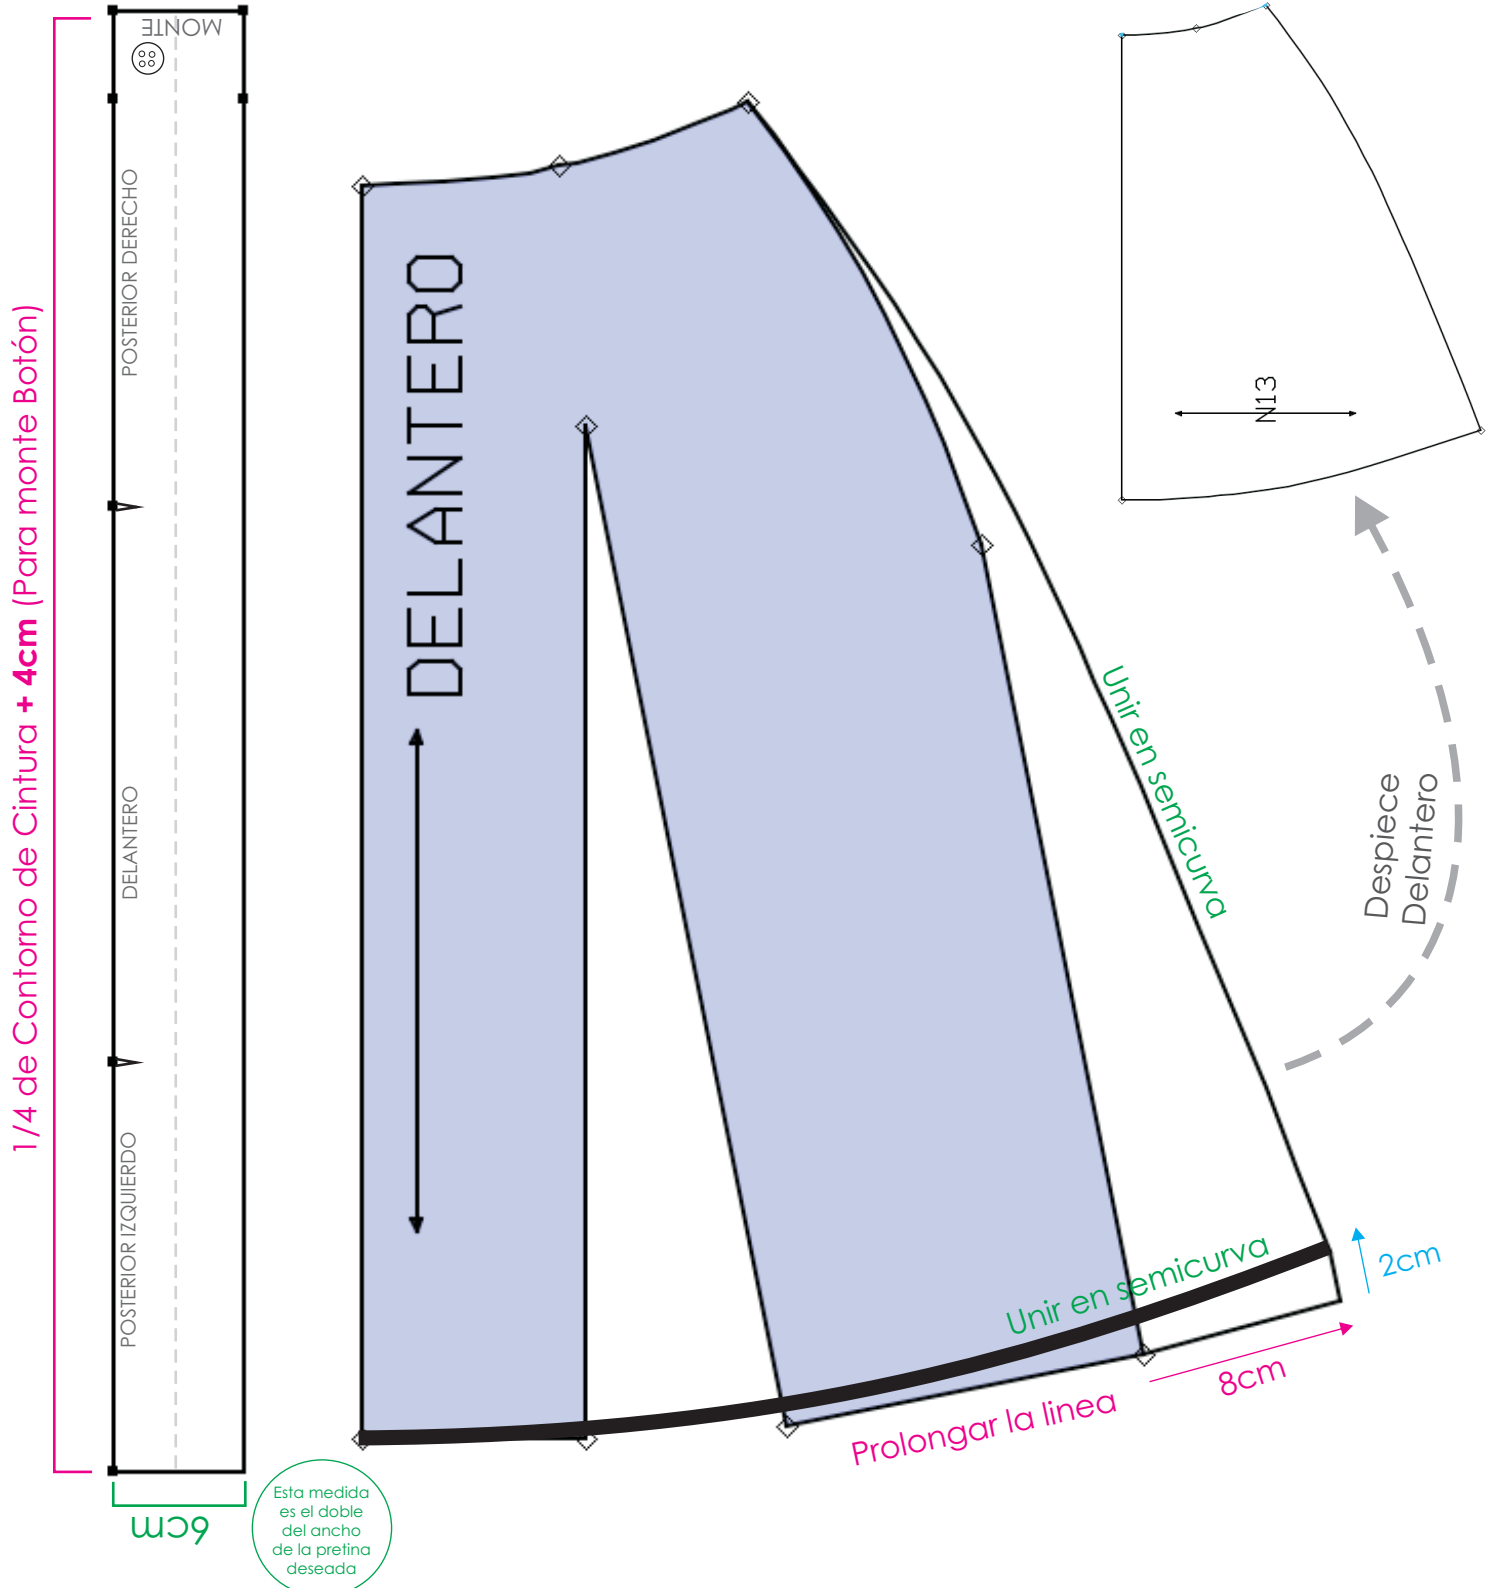 1/4 de Contorno de Cintura + 4cm (Para monte Botón)
MONTE
POSTERIOR DERECHO
DELANTERO
POSTERIOR IZQUIERDO
6cm
Esta medida
es el doble
del ancho
de la pretina
deseada
DELANTERO
Unir en semicurva
Unir en semicurva
Prolongar la linea
8cm
2cm
N13
Despiece
Delantero